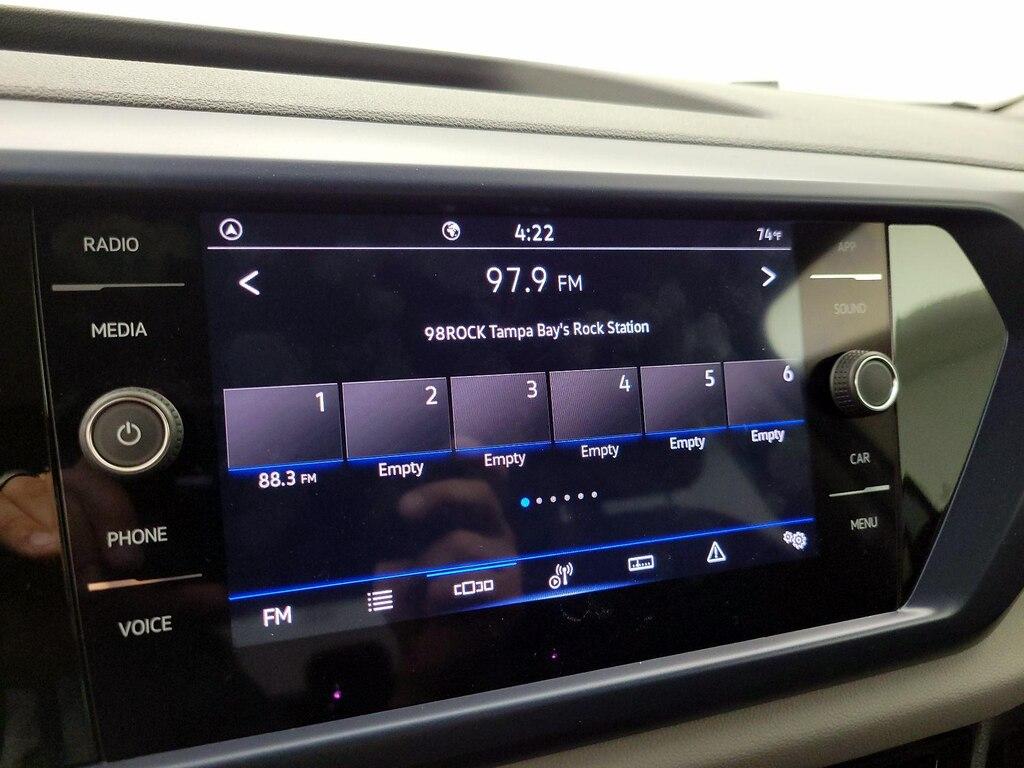 RADIO
MEDIA
PHONE
VOICE
4:22
74°F
97.9 FM
98ROCK Tampa Bay's Rock Station
1 2 3 4 5 6
88.3 FM Empty Empty Empty Empty Empty
FM
APP
SOUND
CAR
MENU